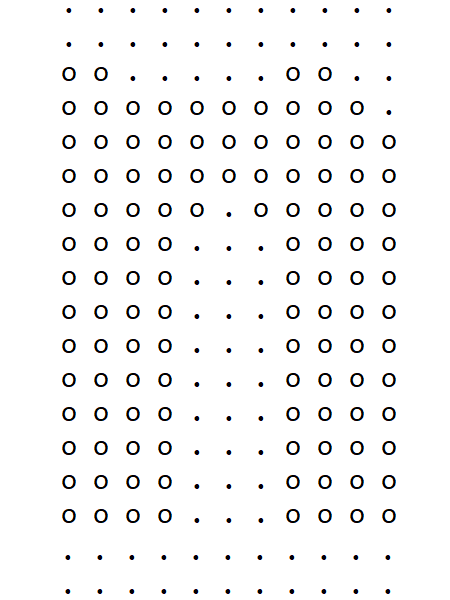 . . . . . . . . . . .
. . . . . . . . . . .
o o . . . . . o o . .
o o o o o o o o o o .
o o o o o o o o o o o
o o o o o o o o o o o
o o o o o . o o o o o
o o o o . . . o o o o
o o o o . . . o o o o
o o o o . . . o o o o
o o o o . . . o o o o
o o o o . . . o o o o
o o o o . . . o o o o
o o o o . . . o o o o
o o o o . . . o o o o
o o o o . . . o o o o
. . . . . . . . . . .
. . . . . . . . . . .